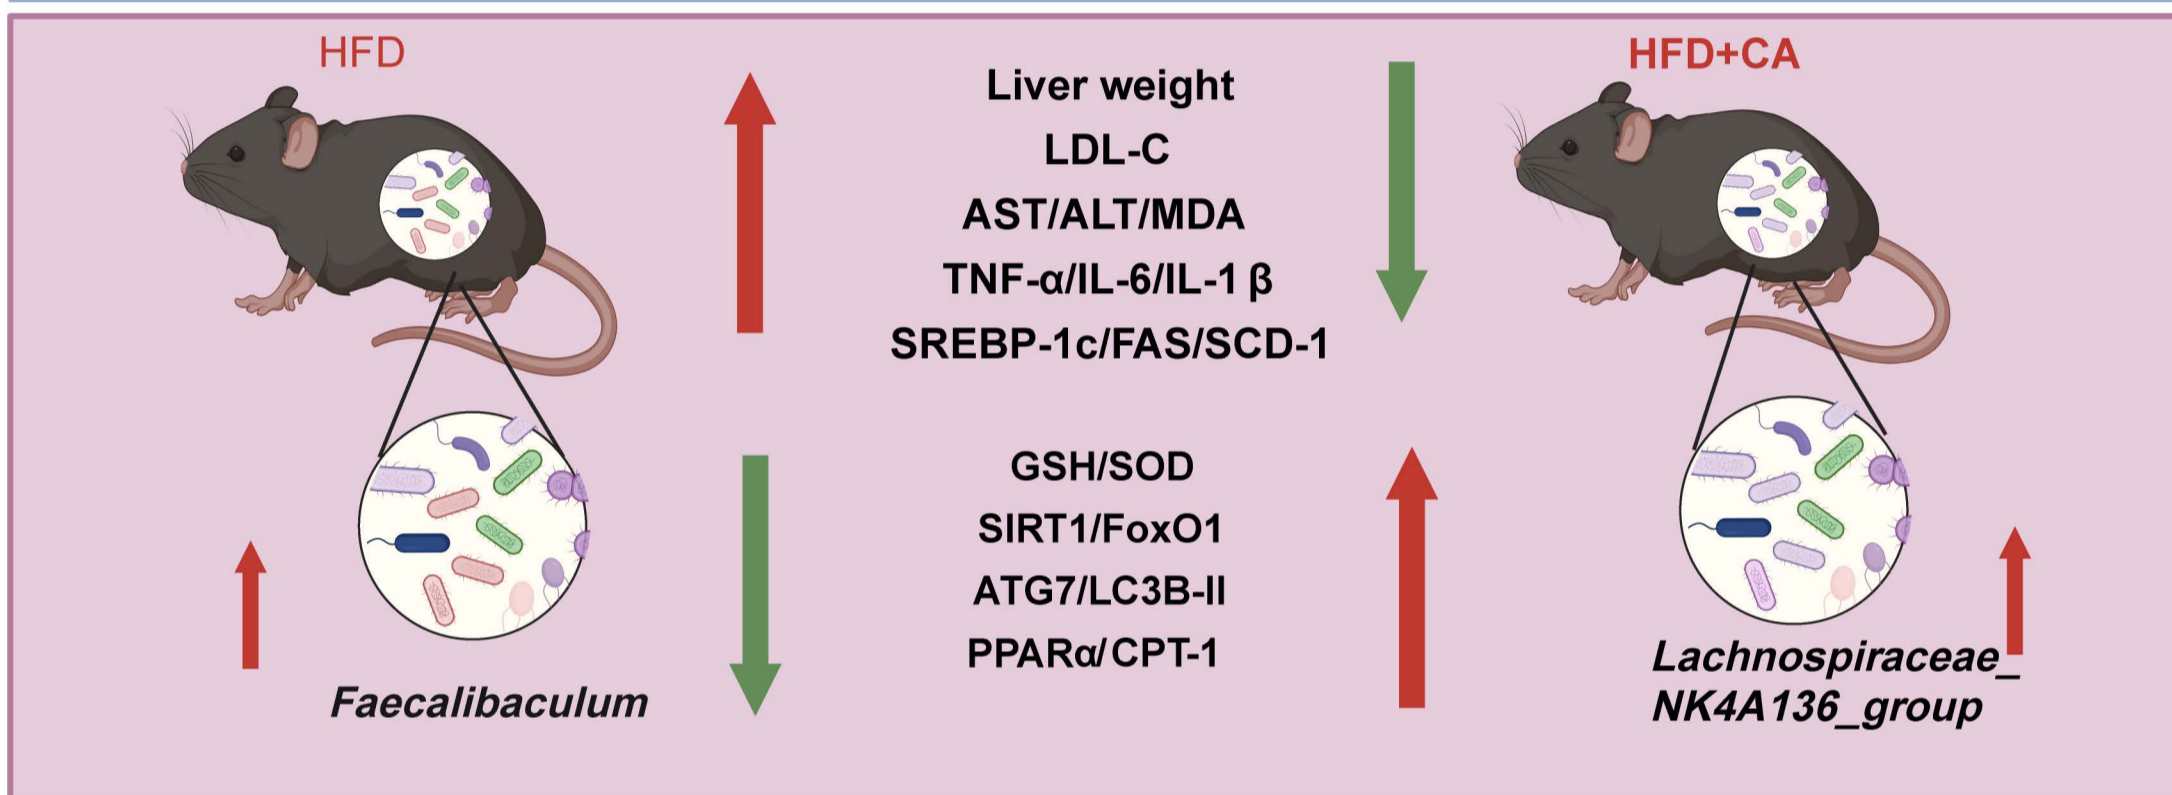 HFD
HFD+CA
Liver weight
LDL-C
AST/ALT/MDA
TNF-α/IL-6/IL-1 β
SREBP-1c/FAS/SCD-1
GSH/SOD
SIRT1/FoxO1
ATG7/LC3B-II
PPARα/ CPT-1
Faecalibaculum
Lachnospiraceae_
NK4A136_group